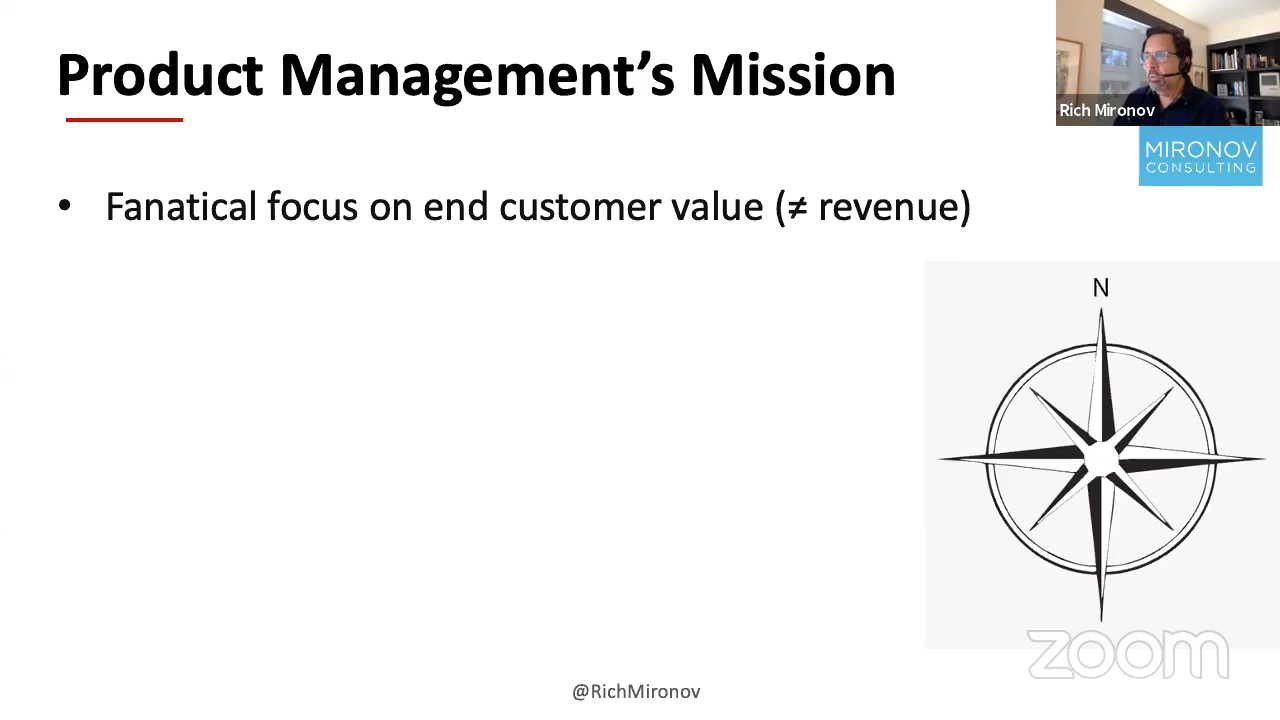 Product Management’s Mission
Rich Mironov
MIRONOV
CONSULTING
• Fanatical focus on end customer value (≠ revenue)
N
zoom
@RichMironov